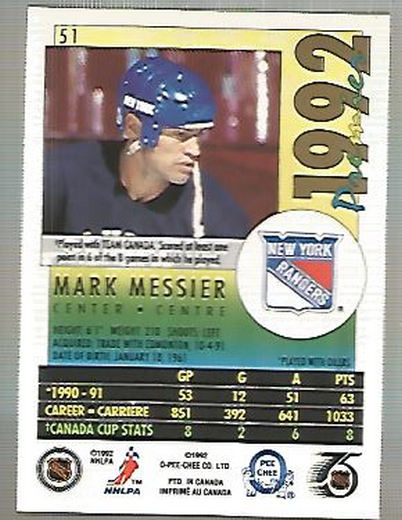 51
1992
Premier
NEW YORK
"Played with TEAM CANADA. Scored at least one
point in 6 of the 8 games in which he played.
NEW YORK
RANGERS
MARK MESSIER
CENTER • CENTRE
HEIGHT 6'1" WEIGHT 210 SHOOTS LEFT
ACQUIRED: TRADE WITH EDMONTON 10-4-91
DATE OF BIRTH: JANUARY 18, 1961
*PLAYED WITH OILERS
GP G A PTS
*1990-91 53 12 51 63
CAREER - CARRIERE 851 392 641 1033
†CANADA CUP STATS 8 2 6 8
©1992 NHLPA
NHLPA
©1992
O-PEE-CHEE CO. LTD
PTD. IN CANADA
IMPRIMÉ AU CANADA
O PEE CHEE
75